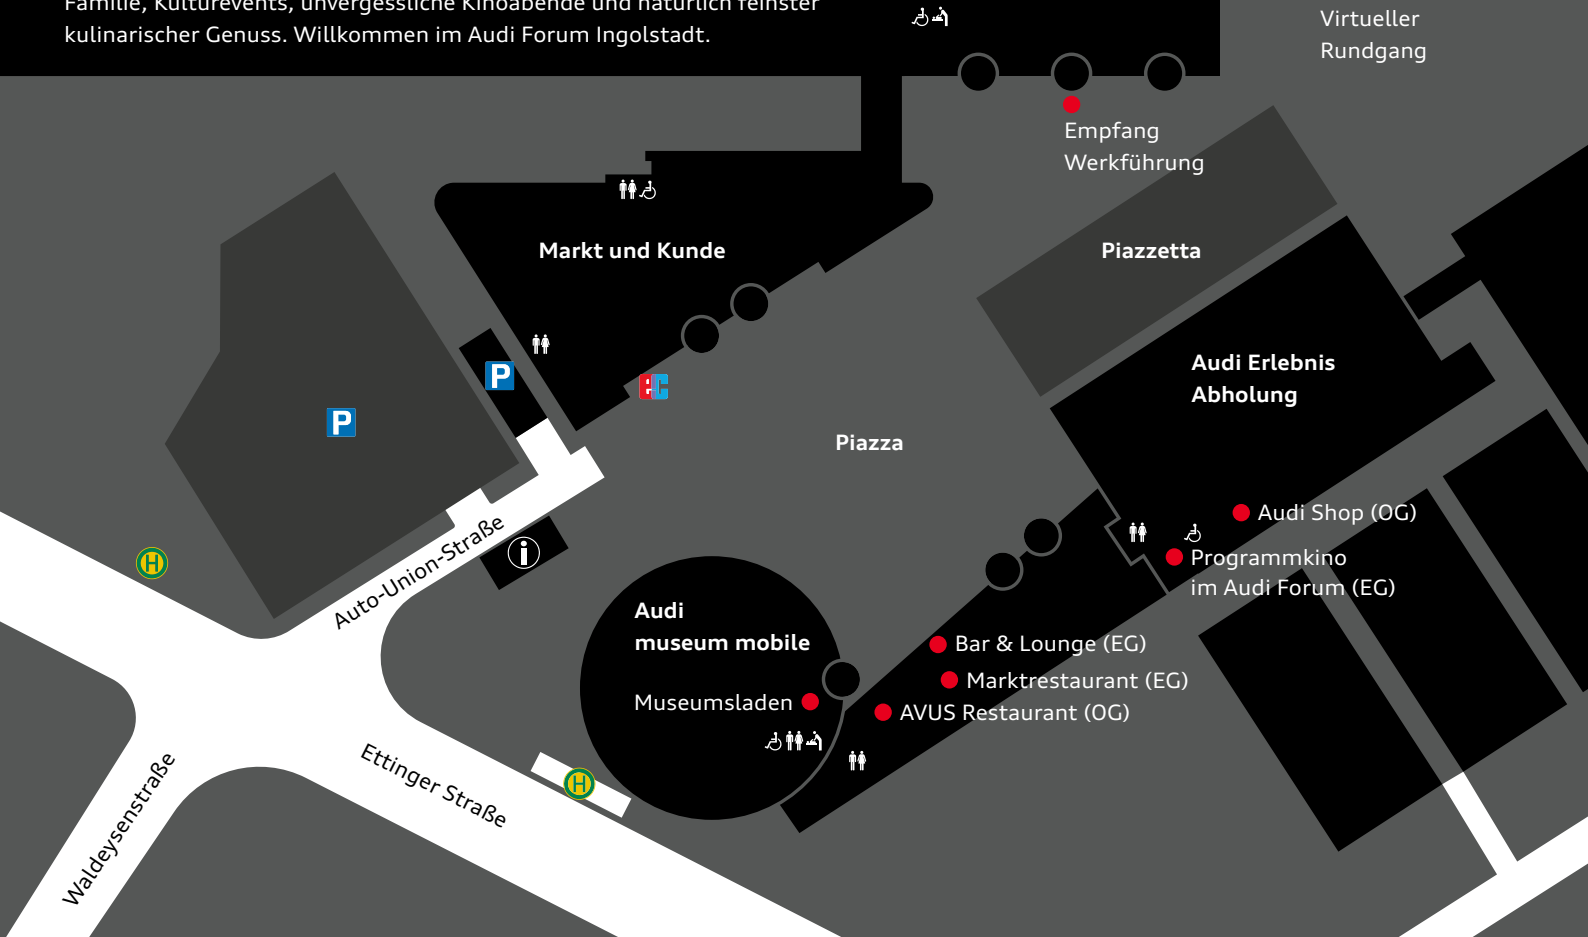 Familie, Kulturevents, unvergessliche Kinoabende und natürlich feinster
kulinarischer Genuss. Willkommen im Audi Forum Ingolstadt.
Virtueller
Rundgang
Empfang
Werkführung
Markt und Kunde
Piazzetta
Audi Erlebnis
Abholung
P
P
EC
Piazza
Audi Shop (OG)
Programmkino
im Audi Forum (EG)
H
Auto-Union-Straße
i
Audi
museum mobile
Museumsladen
Bar & Lounge (EG)
Marktrestaurant (EG)
AVUS Restaurant (OG)
Ettinger Straße
H
Waldeysenstraße